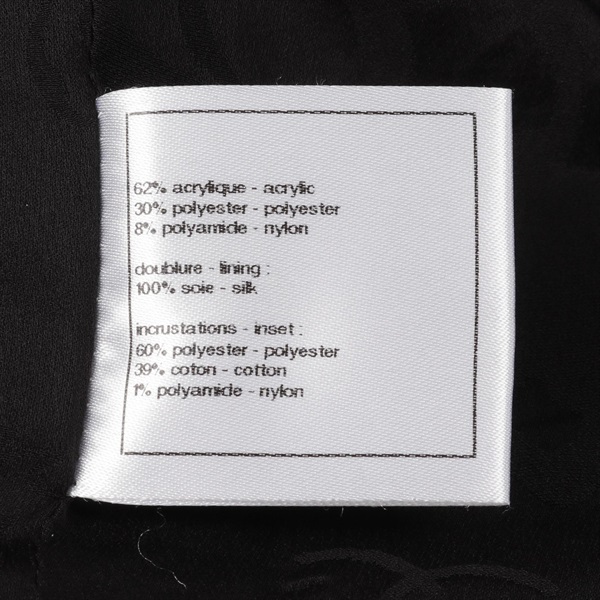 62% acrylique - acrylic
30% polyester - polyester
8% polyamide - nylon
doublure - lining :
100% soie - silk
incrustations - inset :
60% polyester - polyester
39% coton - cotton
1% polyamide - nylon